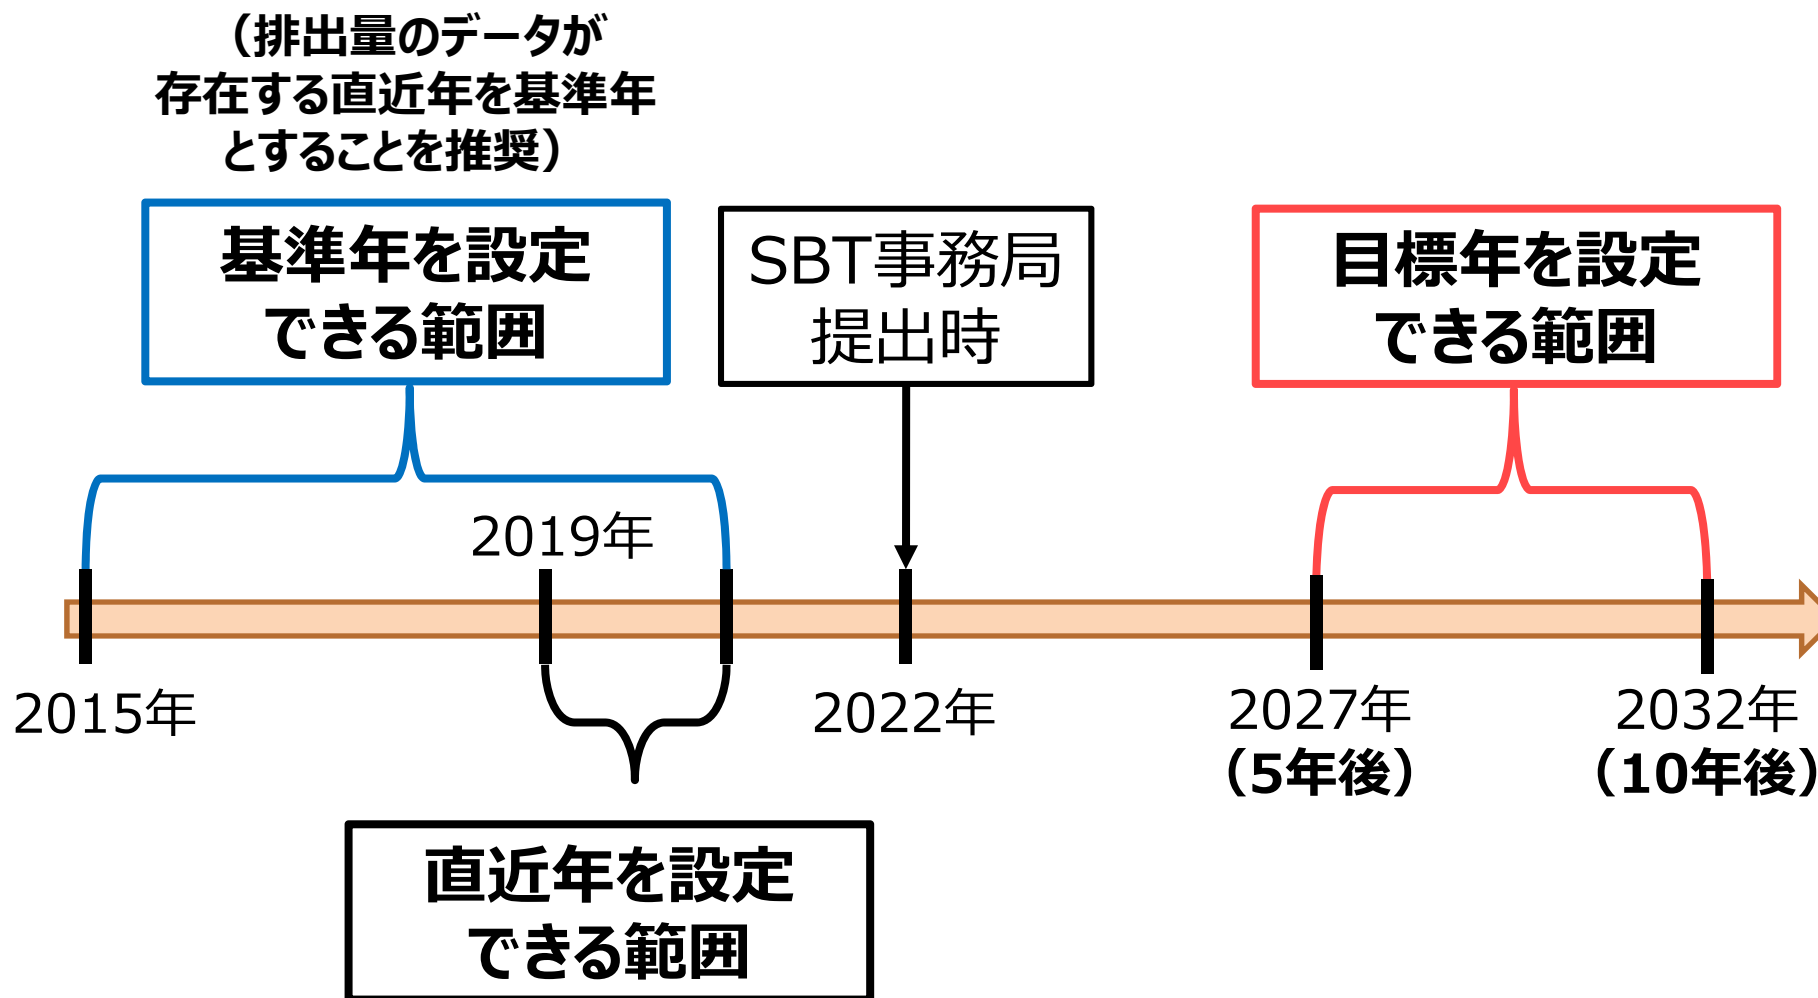 （排出量のデータが
存在する直近年を基準年
とすることを推奨）
基準年を設定
できる範囲
SBT事務局
提出時
目標年を設定
できる範囲
2019年
2015年
2022年
2027年
（5年後）
2032年
（10年後）
直近年を設定
できる範囲